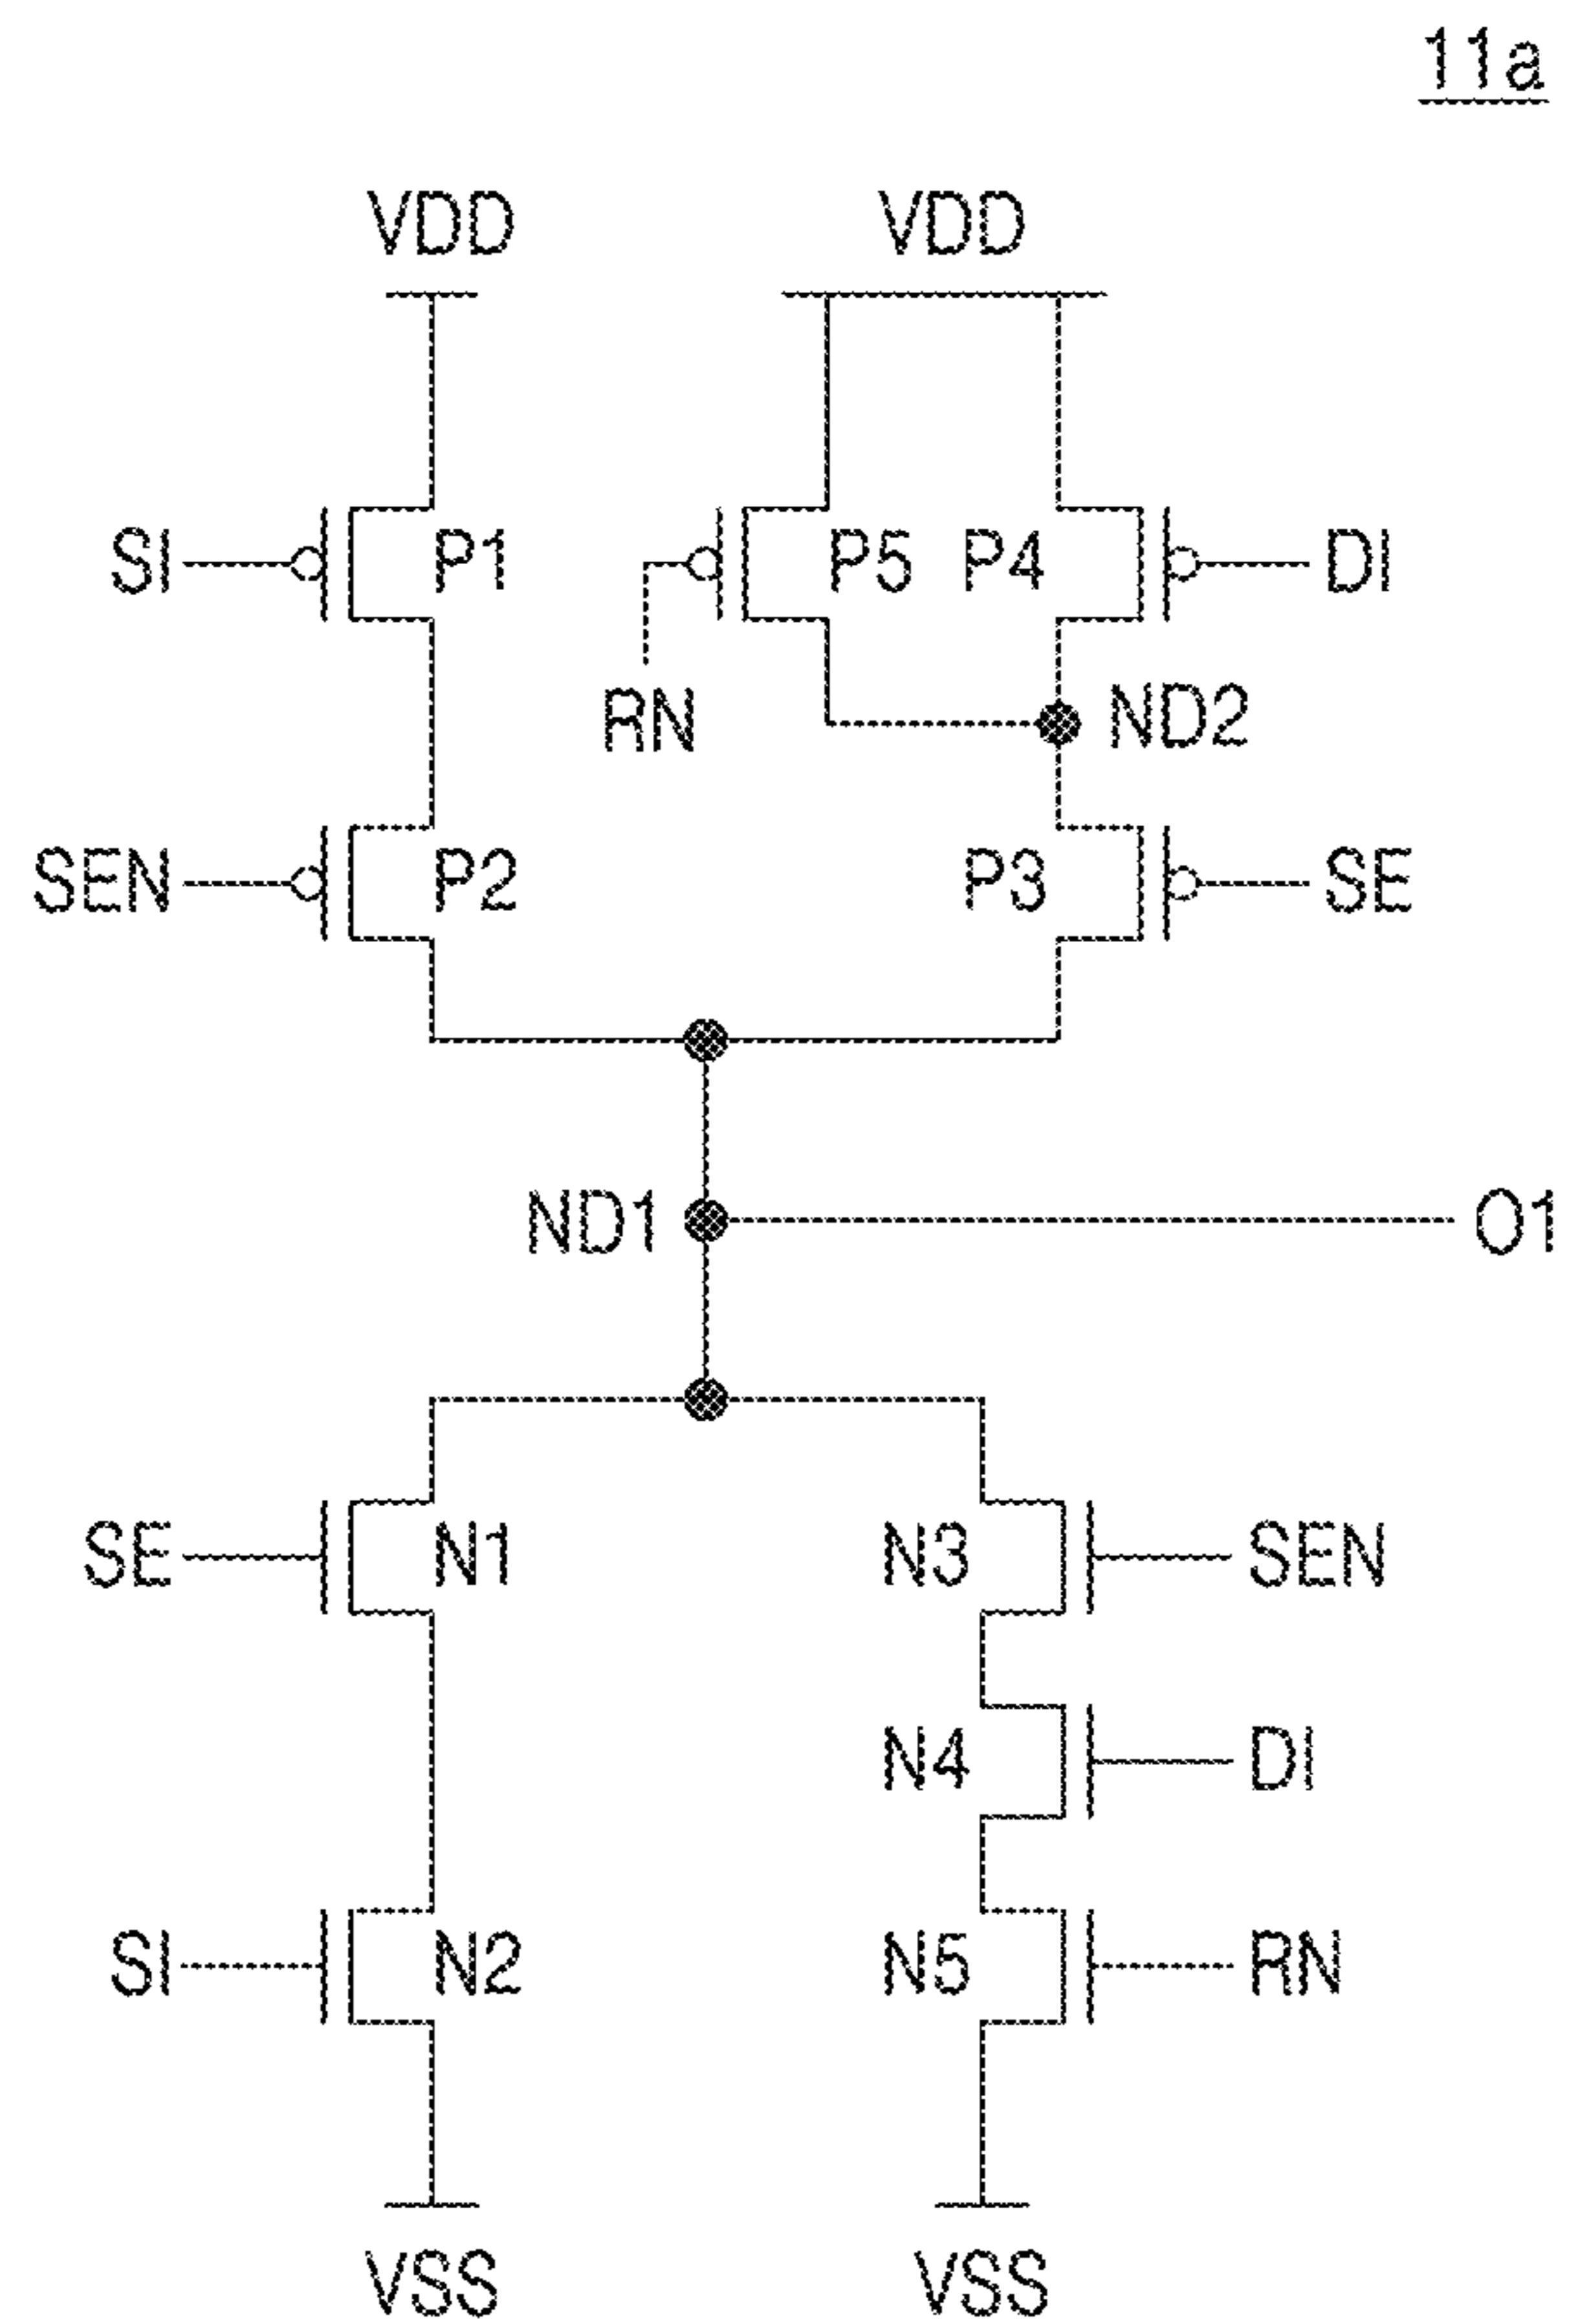 11a
VDD VDD
SI P1 P5 P4 DI
RN ND2
SEN P2 P3 SE
ND1 O1
SE N1 N3 SEN
N4 DI
SI N2 N5 RN
VSS VSS